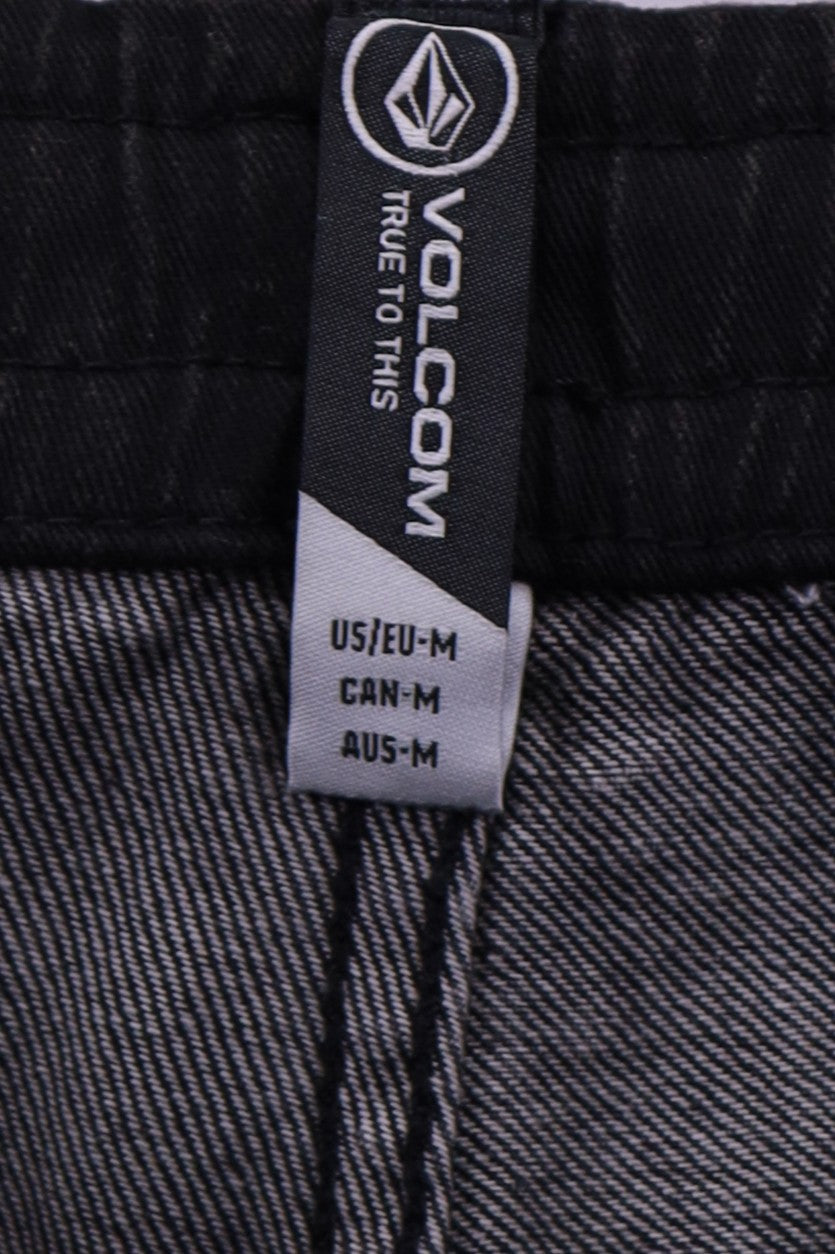 VOLCOM
TRUE TO THIS
US/EU-M
CAN-M
AUS-M